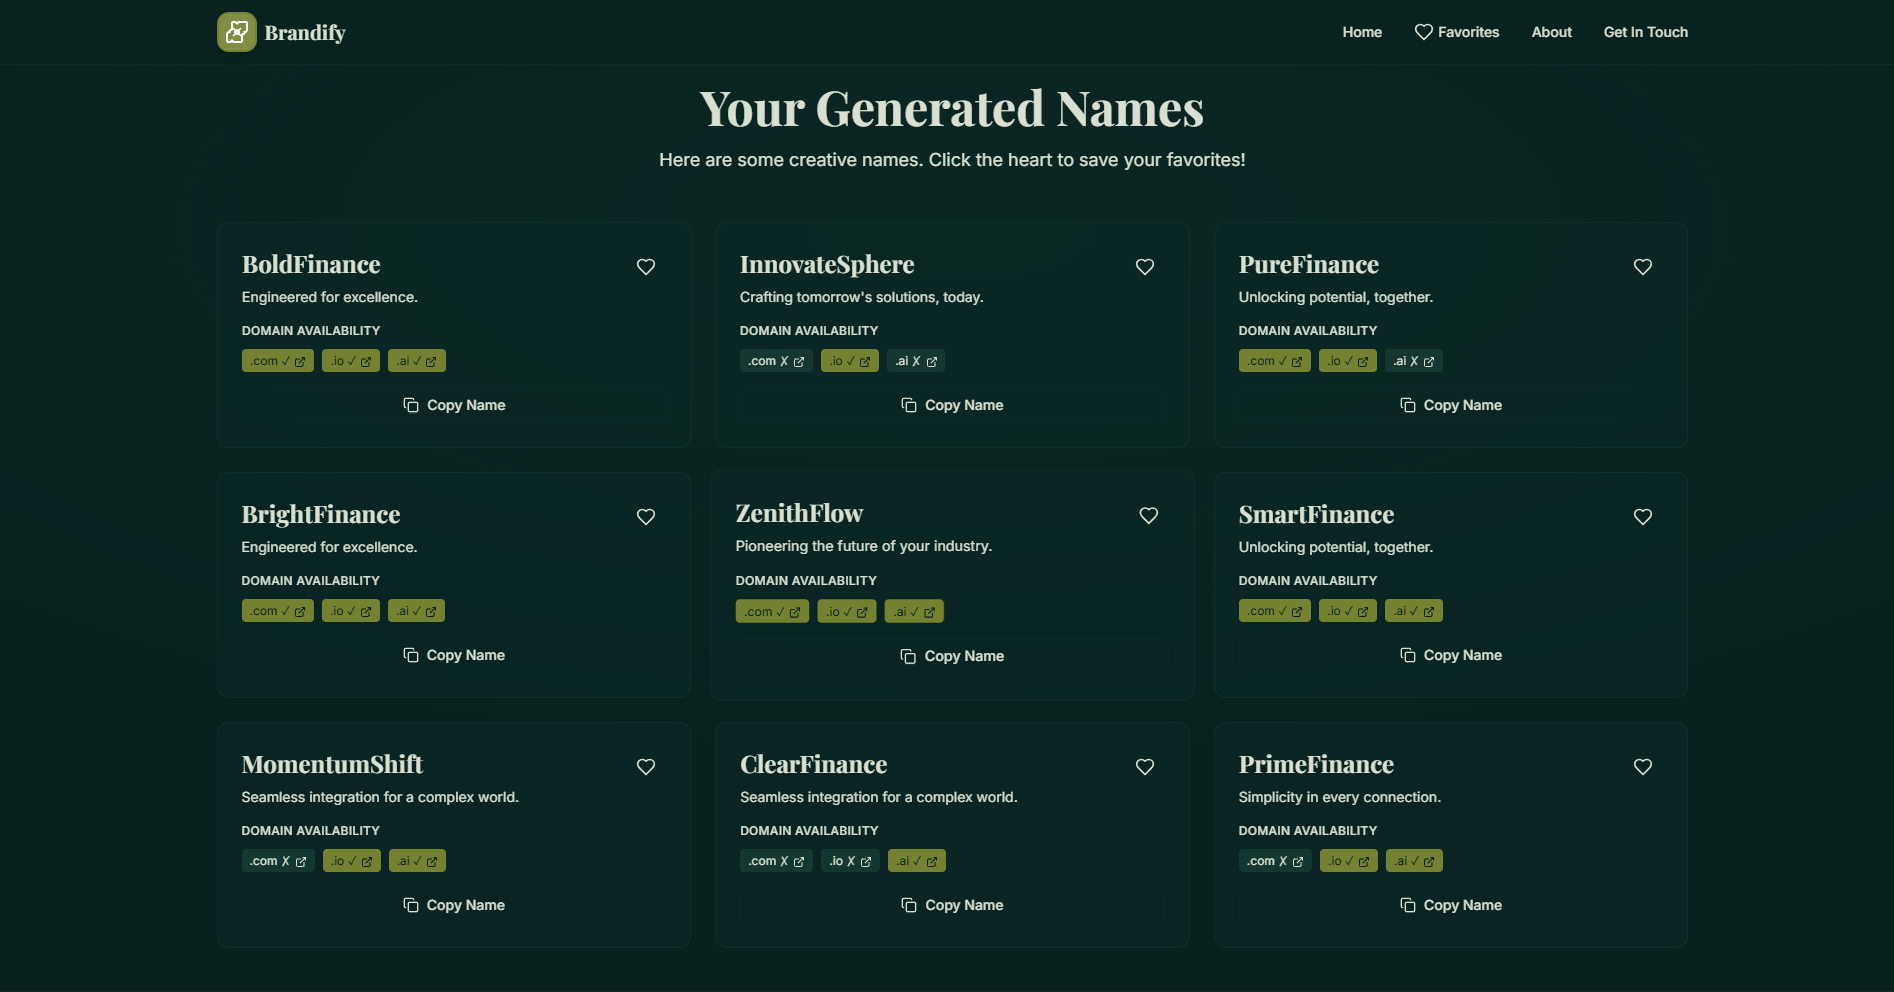 Brandify
Home
Favorites
About
Get In Touch
Your Generated Names
Here are some creative names. Click the heart to save your favorites!
BoldFinance
Engineered for excellence.
DOMAIN AVAILABILITY
.com ✓ .io ✓ .ai ✓
Copy Name
InnovateSphere
Crafting tomorrow's solutions, today.
DOMAIN AVAILABILITY
.com ✗ .io ✓ .ai ✗
Copy Name
PureFinance
Unlocking potential, together.
DOMAIN AVAILABILITY
.com ✓ .io ✓ .ai ✗
Copy Name
BrightFinance
Engineered for excellence.
DOMAIN AVAILABILITY
.com ✓ .io ✓ .ai ✓
Copy Name
ZenithFlow
Pioneering the future of your industry.
DOMAIN AVAILABILITY
.com ✓ .io ✓ .ai ✓
Copy Name
SmartFinance
Unlocking potential, together.
DOMAIN AVAILABILITY
.com ✓ .io ✓ .ai ✓
Copy Name
MomentumShift
Seamless integration for a complex world.
DOMAIN AVAILABILITY
.com ✗ .io ✓ .ai ✓
Copy Name
ClearFinance
Seamless integration for a complex world.
DOMAIN AVAILABILITY
.com ✗ .io ✗ .ai ✓
Copy Name
PrimeFinance
Simplicity in every connection.
DOMAIN AVAILABILITY
.com ✗ .io ✓ .ai ✓
Copy Name